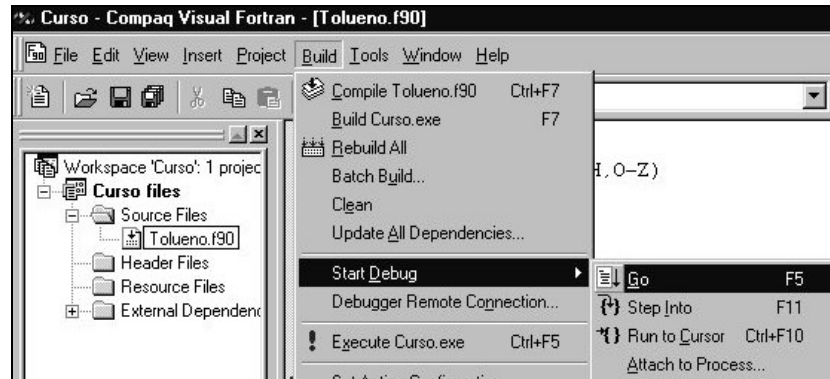 Curso - Compaq Visual Fortran - [Tolueno.f90]
File Edit View Insert Project Build Tools Window Help
Compile Tolueno.f90 Ctrl+F7
Build Curso.exe F7
Rebuild All
Batch Build...
Clean
Update All Dependencies...
Start Debug
Debugger Remote Connection...
Execute Curso.exe Ctrl+F5
Go F5
Step Into F11
Run to Cursor Ctrl+F10
Attach to Process...
Workspace 'Curso': 1 projec
Curso files
Source Files
Tolueno.f90
Header Files
Resource Files
External Dependenc
H,O-Z)